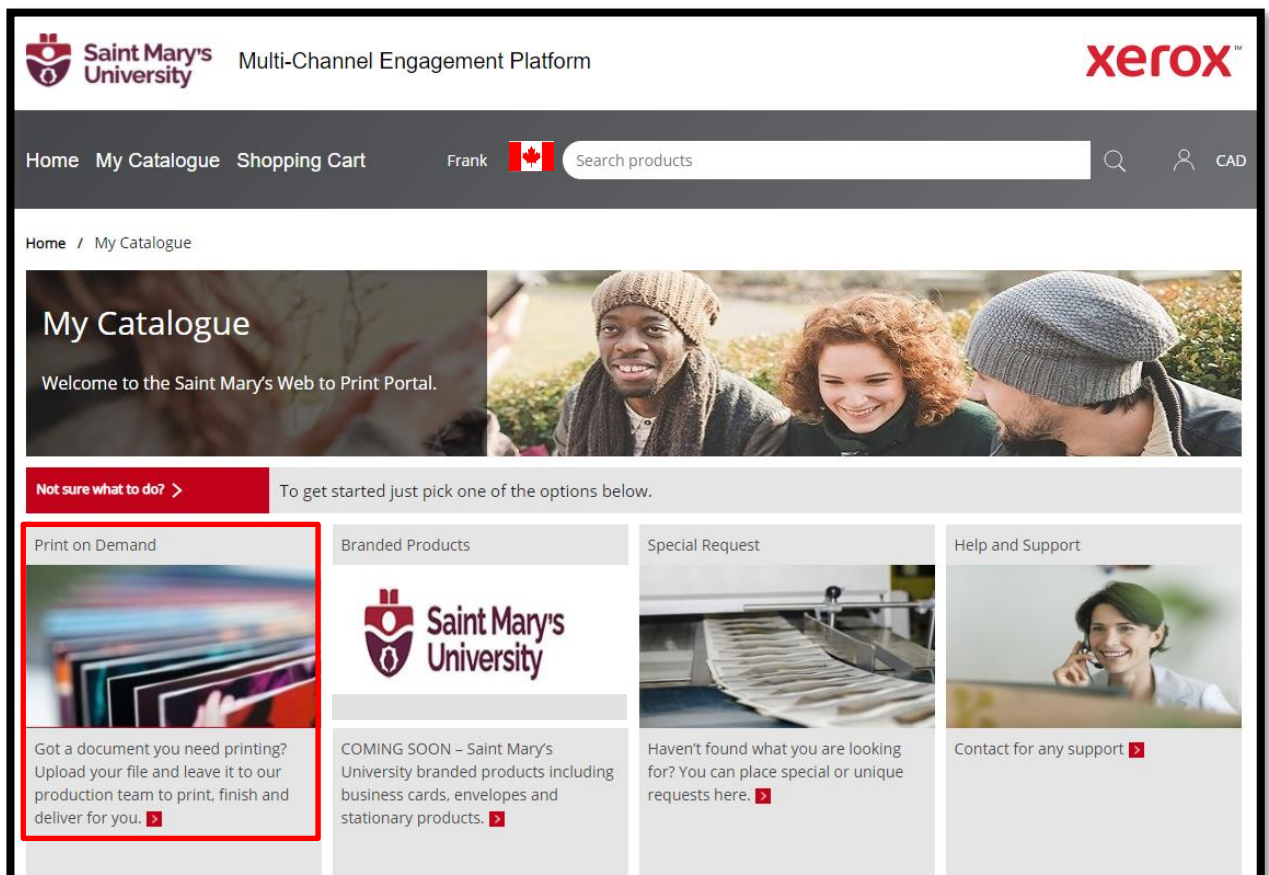 Saint Mary's
University
Multi-Channel Engagement Platform
xerox™
Home My Catalogue Shopping Cart Frank Search products CAD
Home / My Catalogue
My Catalogue
Welcome to the Saint Mary's Web to Print Portal.
Not sure what to do? >
To get started just pick one of the options below.
Print on Demand
Got a document you need printing?
Upload your file and leave it to our
production team to print, finish and
deliver for you.
Branded Products
Saint Mary's
University
COMING SOON – Saint Mary's
University branded products including
business cards, envelopes and
stationary products.
Special Request
Haven't found what you are looking
for? You can place special or unique
requests here.
Help and Support
Contact for any support